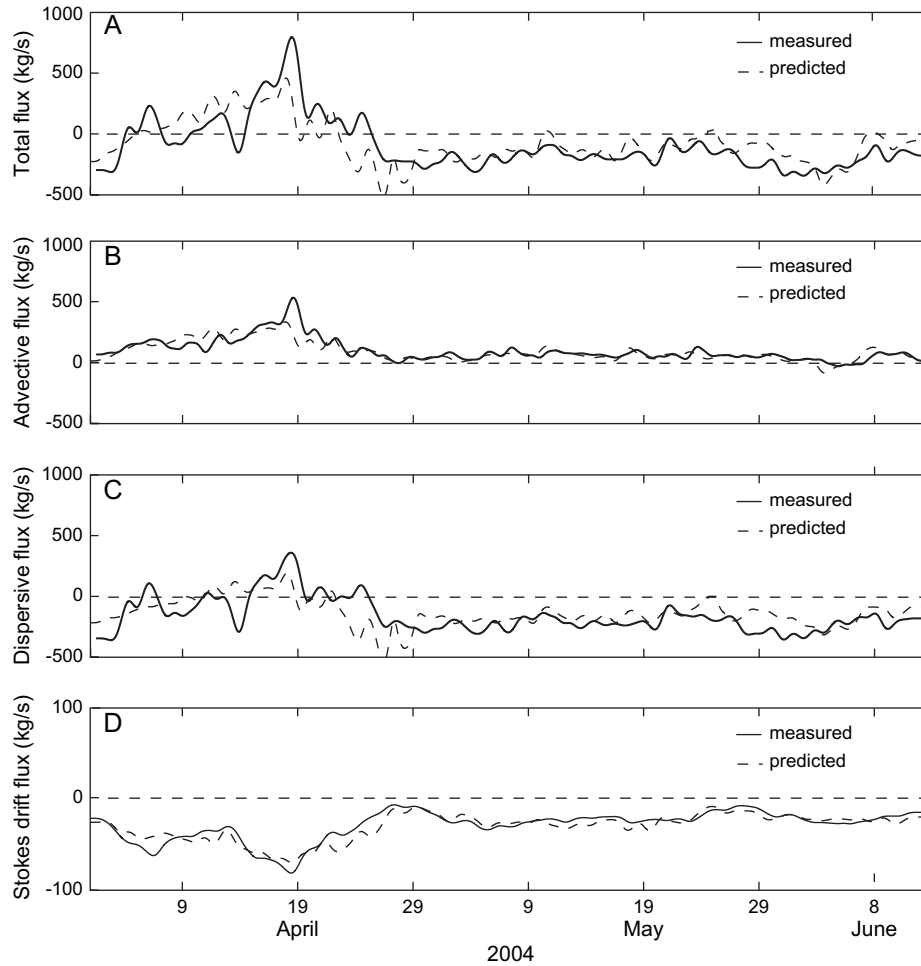 A
Total flux (kg/s)
1000
500
0
-500
measured
predicted
B
Advective flux (kg/s)
1000
500
0
-500
measured
predicted
C
Dispersive flux (kg/s)
1000
500
0
-500
measured
predicted
D
Stokes drift flux (kg/s)
100
0
-100
measured
predicted
9 19 29 9 19 29 8
April May June
2004